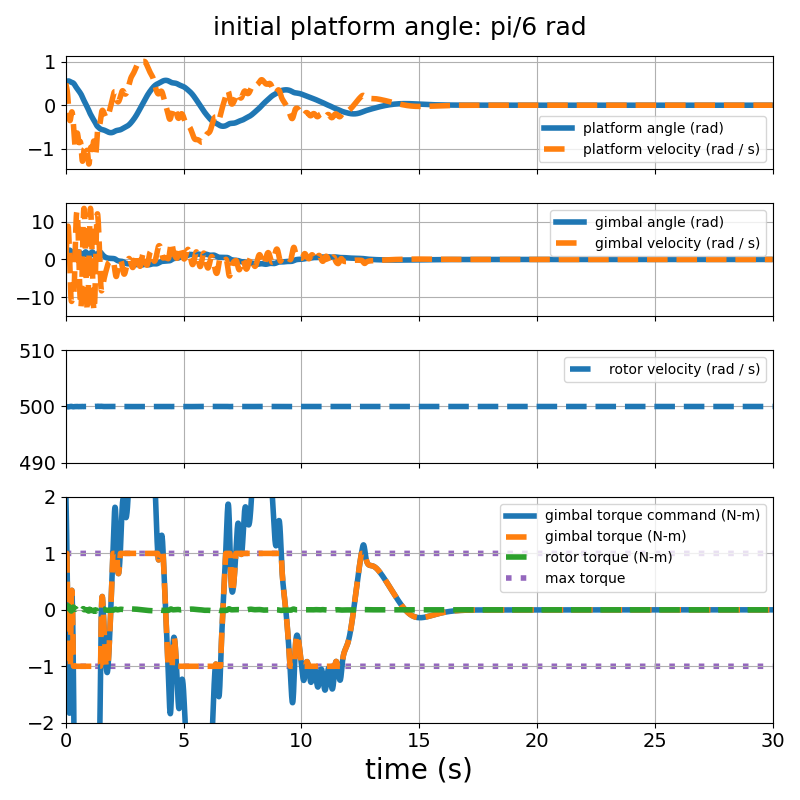 initial platform angle: pi/6 rad
1
0
−1
platform angle (rad)
platform velocity (rad / s)
10
0
−10
gimbal angle (rad)
gimbal velocity (rad / s)
510
500
490
rotor velocity (rad / s)
2
1
0
−1
−2
gimbal torque command (N-m)
gimbal torque (N-m)
rotor torque (N-m)
max torque
0 5 10 15 20 25 30
time (s)